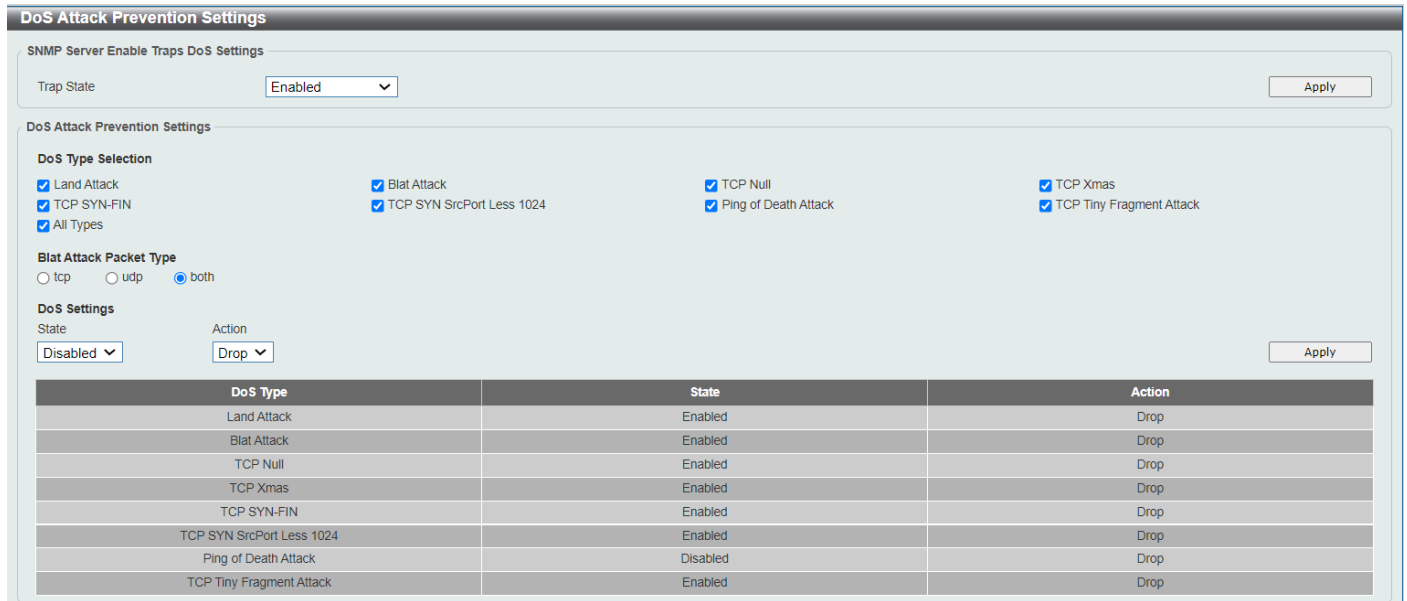 DoS Attack Prevention Settings
SNMP Server Enable Traps DoS Settings
Trap State Enabled Apply
DoS Attack Prevention Settings
DoS Type Selection
Land Attack Blat Attack TCP Null TCP Xmas
TCP SYN-FIN TCP SYN SrcPort Less 1024 Ping of Death Attack TCP Tiny Fragment Attack
All Types
Blat Attack Packet Type
tcp udp both
DoS Settings
State Action
Disabled Drop Apply
DoS Type State Action
Land Attack Enabled Drop
Blat Attack Enabled Drop
TCP Null Enabled Drop
TCP Xmas Enabled Drop
TCP SYN-FIN Enabled Drop
TCP SYN SrcPort Less 1024 Enabled Drop
Ping of Death Attack Disabled Drop
TCP Tiny Fragment Attack Enabled Drop